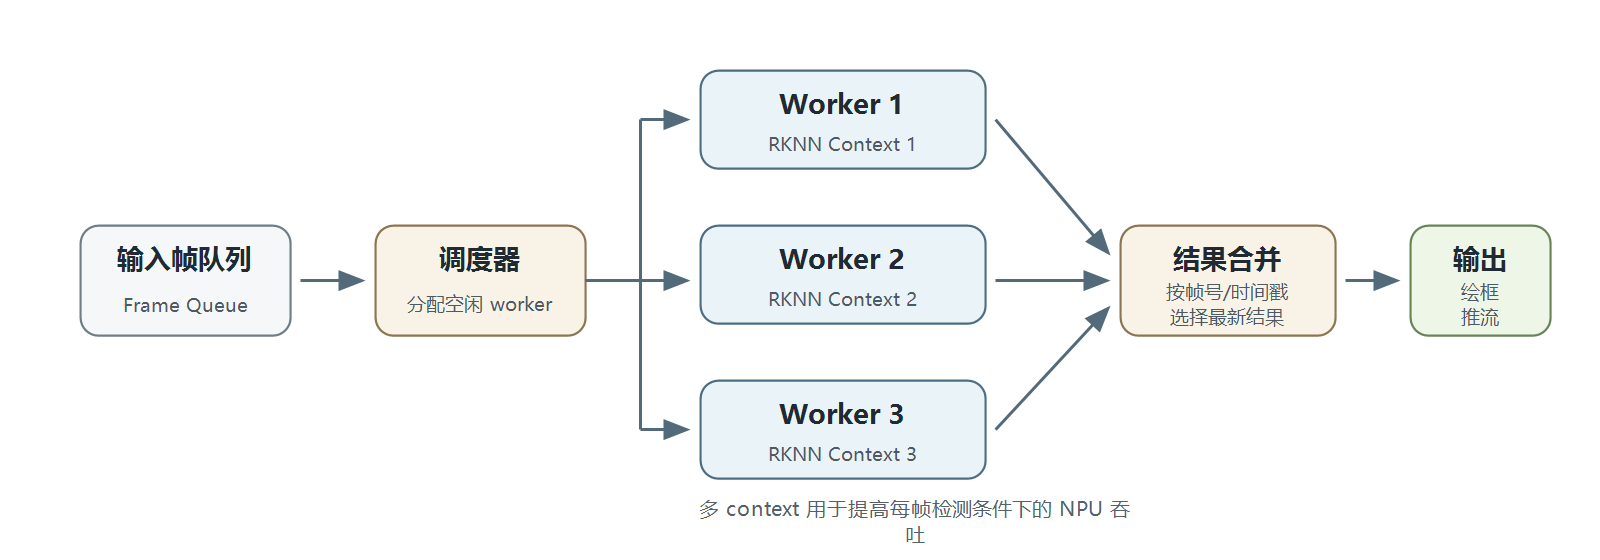 输入帧队列
Frame Queue
调度器
分配空闲 worker
Worker 1
RKNN Context 1
Worker 2
RKNN Context 2
Worker 3
RKNN Context 3
多 context 用于提高每帧检测条件下的 NPU 吞
吐
结果合并
按帧号/时间戳
选择最新结果
输出
绘框
推流